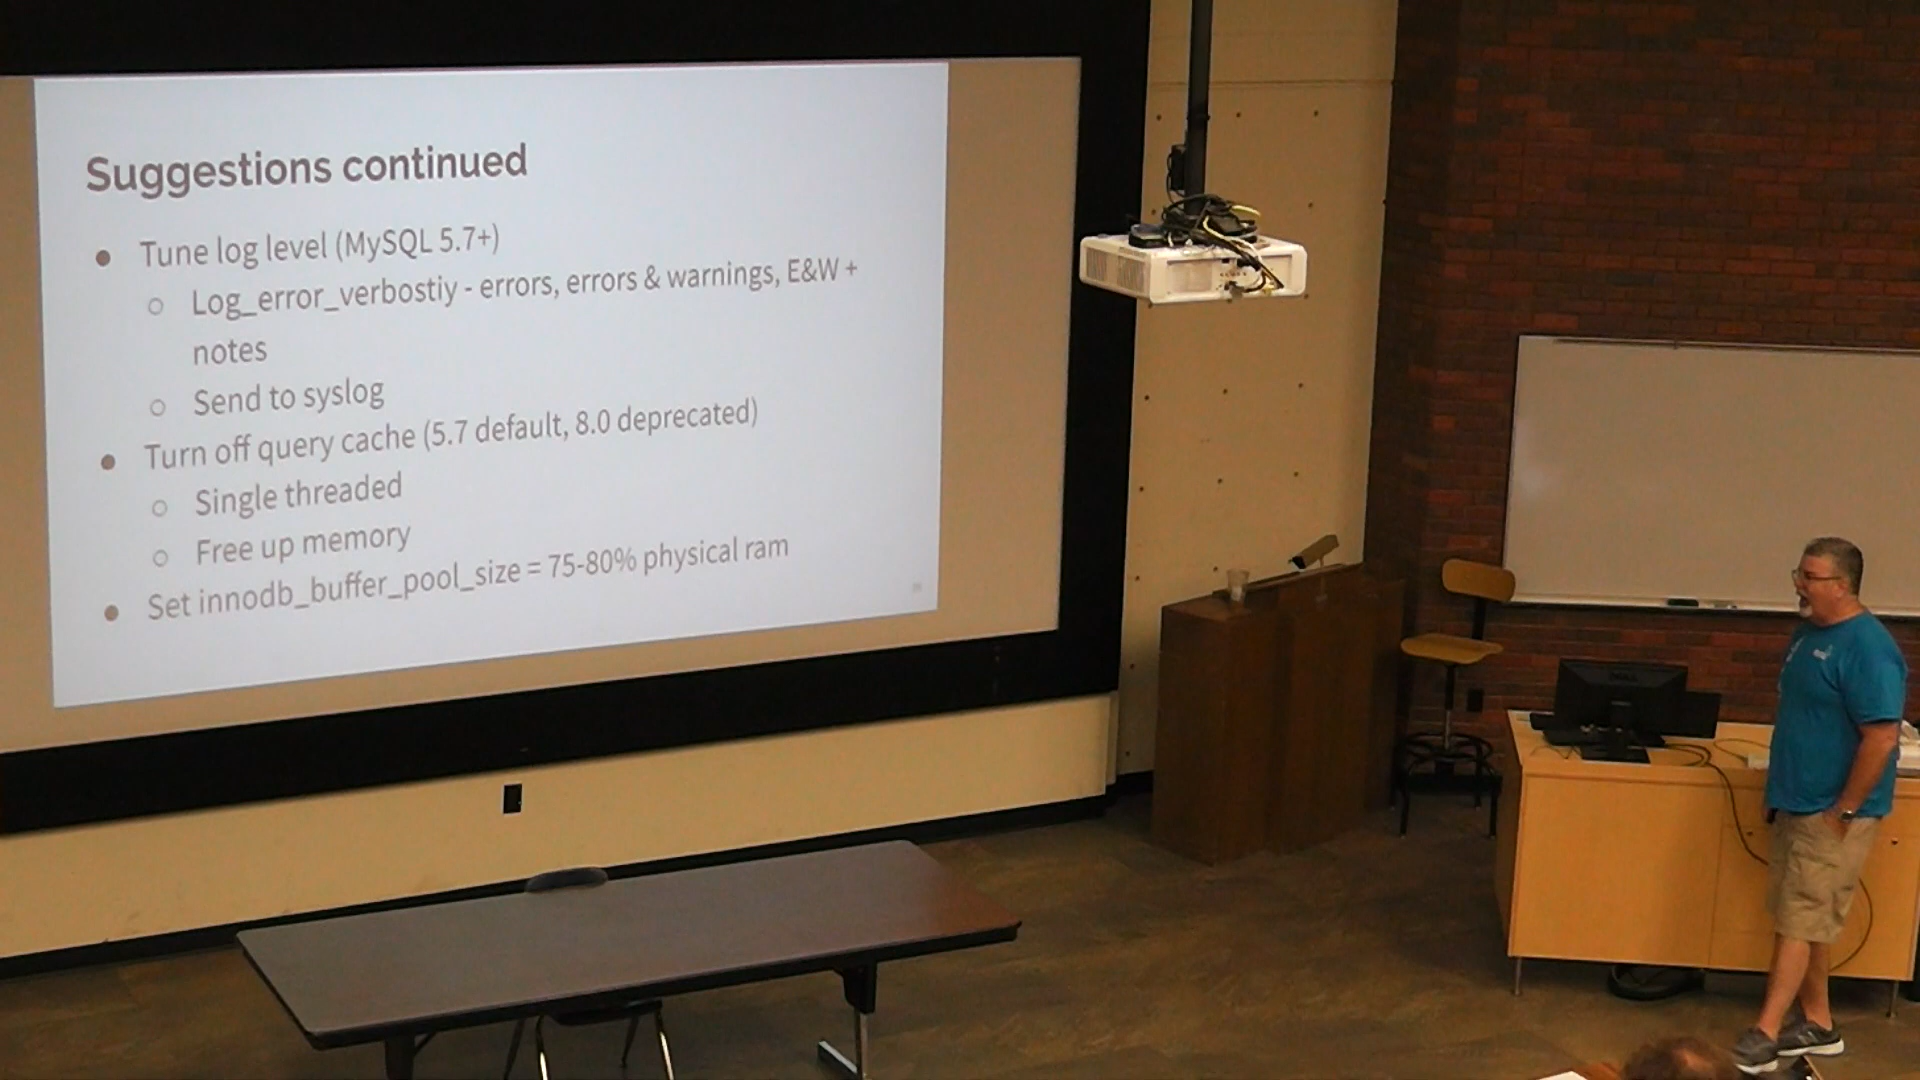 Suggestions continued
● Tune log level (MySQL 5.7+)
○ Log_error_verbostiy - errors, errors & warnings, E&W +
notes
○ Send to syslog
● Turn off query cache (5.7 default, 8.0 deprecated)
○ Single threaded
○ Free up memory
● Set innodb_buffer_pool_size = 75-80% physical ram
DELL